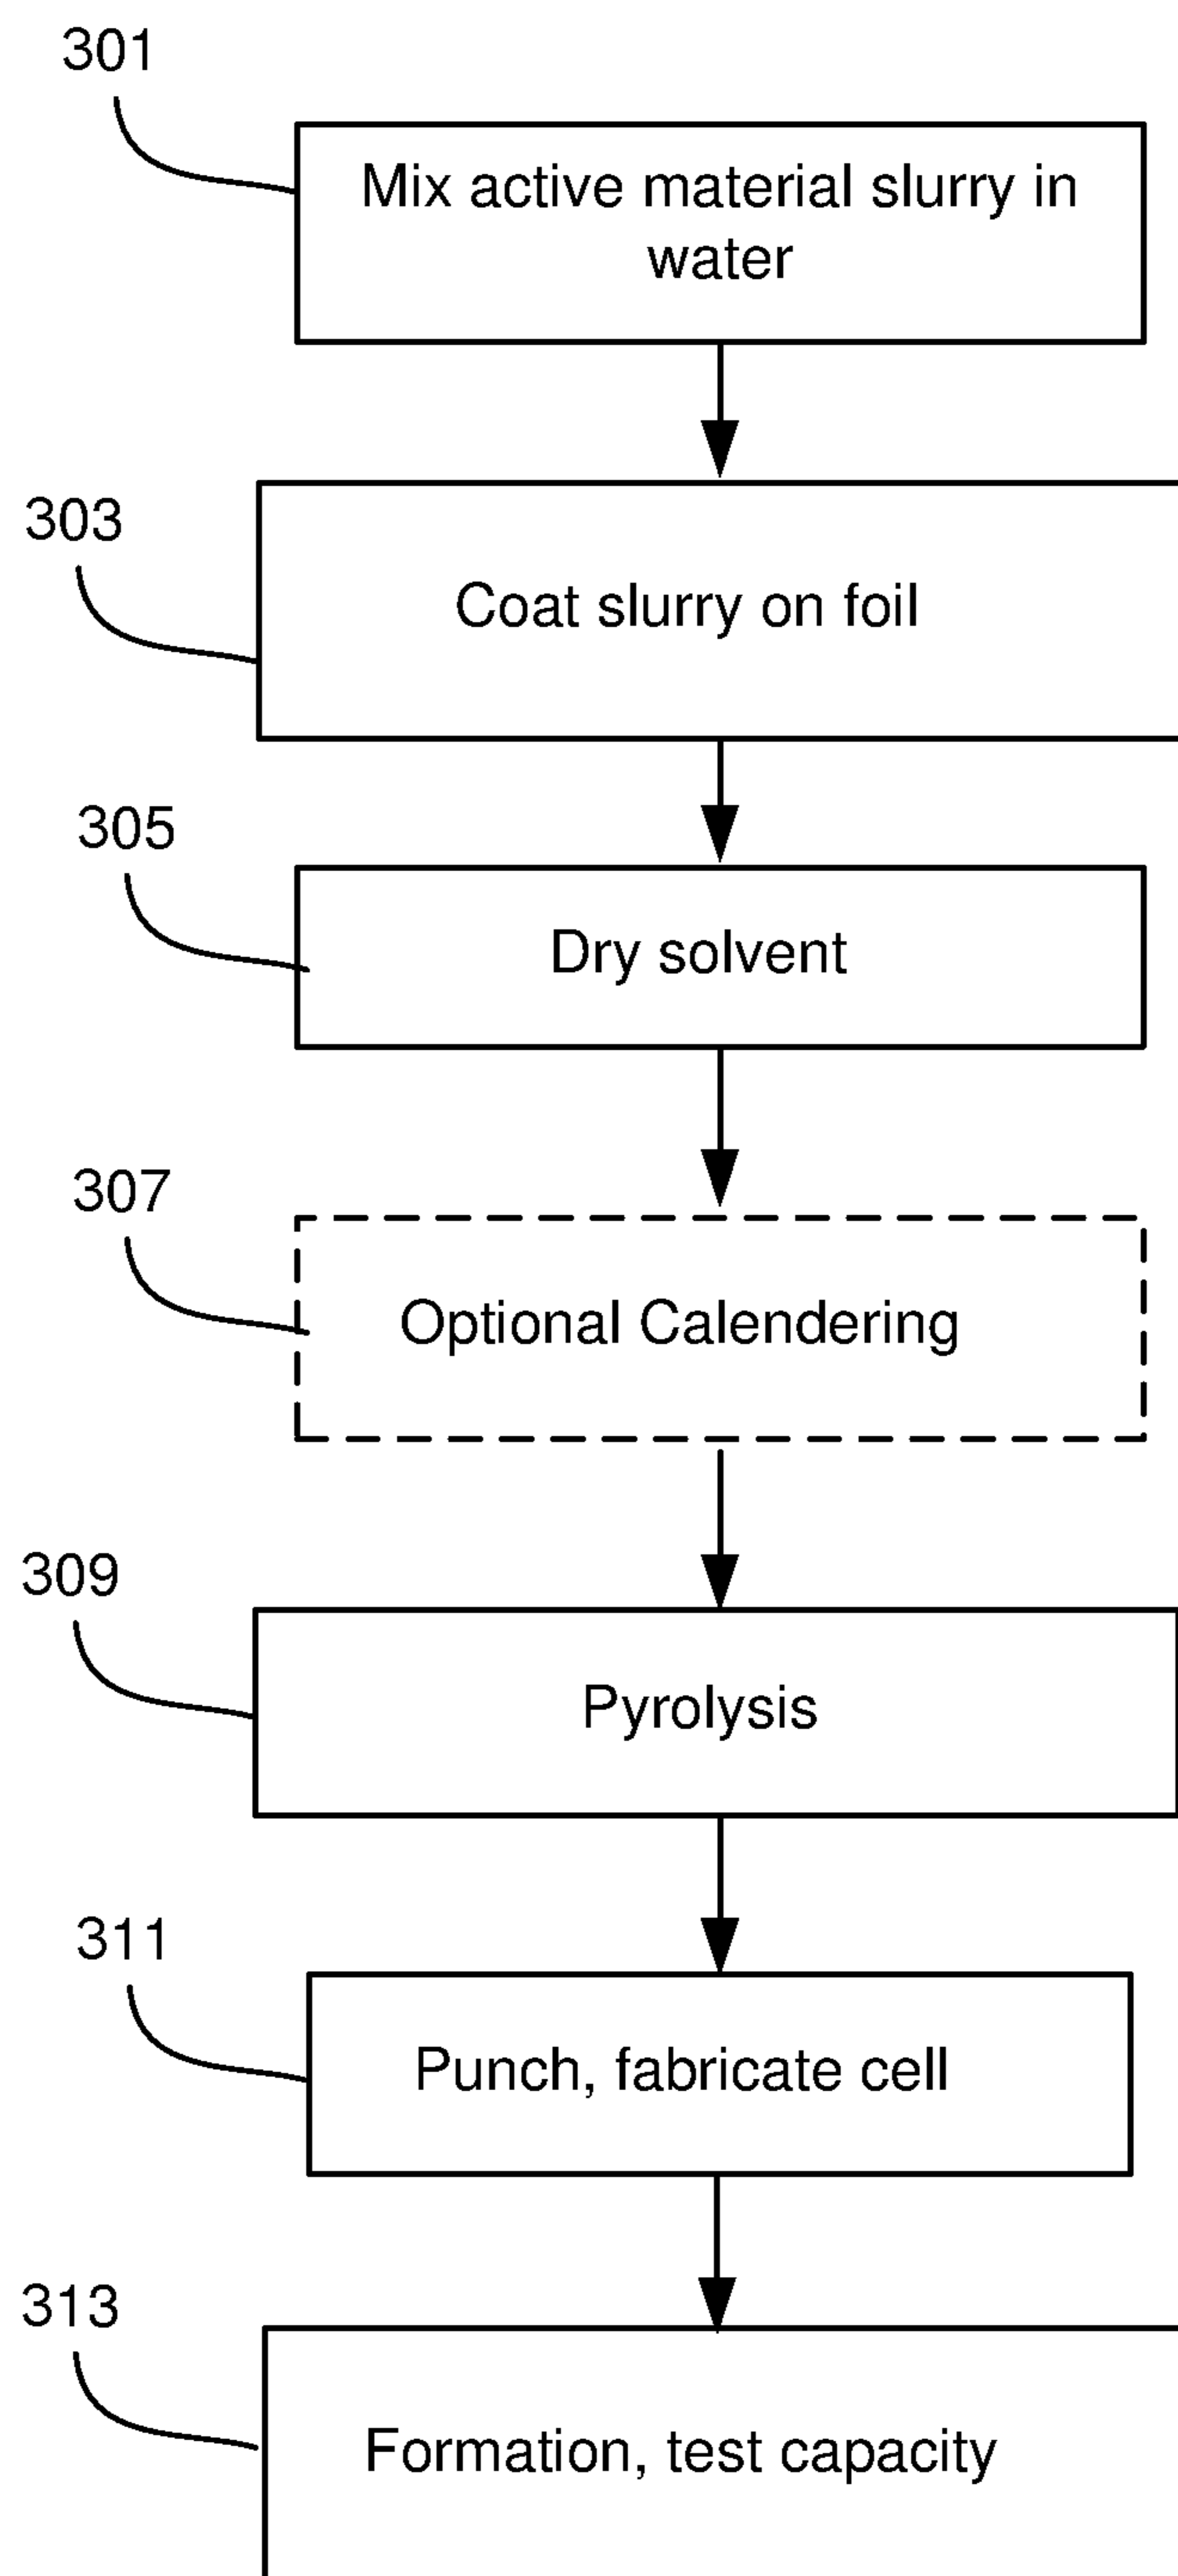 301
Mix active material slurry in
water
303
Coat slurry on foil
305
Dry solvent
307
Optional Calendering
309
Pyrolysis
311
Punch, fabricate cell
313
Formation, test capacity